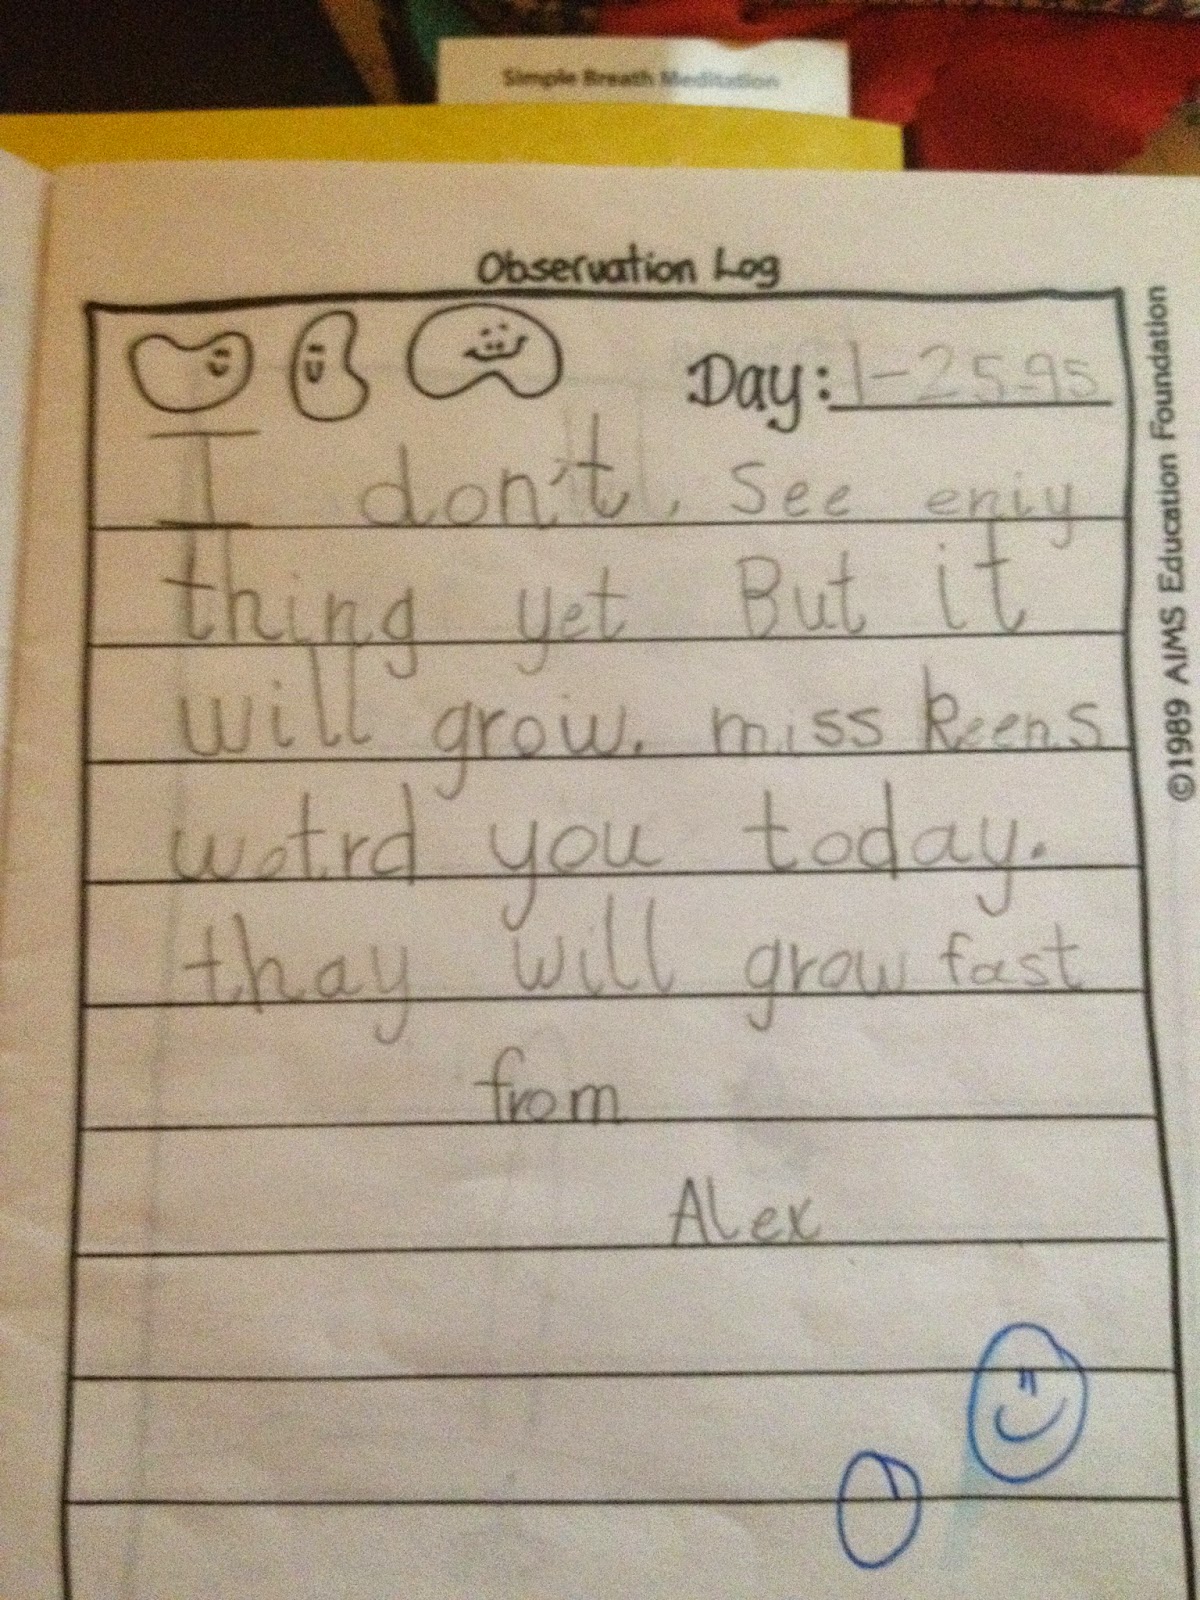 Simple Breath Meditation
Observation Log
Day: 1-25-95
I don't, See eniy
thing yet But it
will grow. miss Reens
wotrd you today.
thay will grow fast
from
Alex
©1989 AIMS Education Foundation